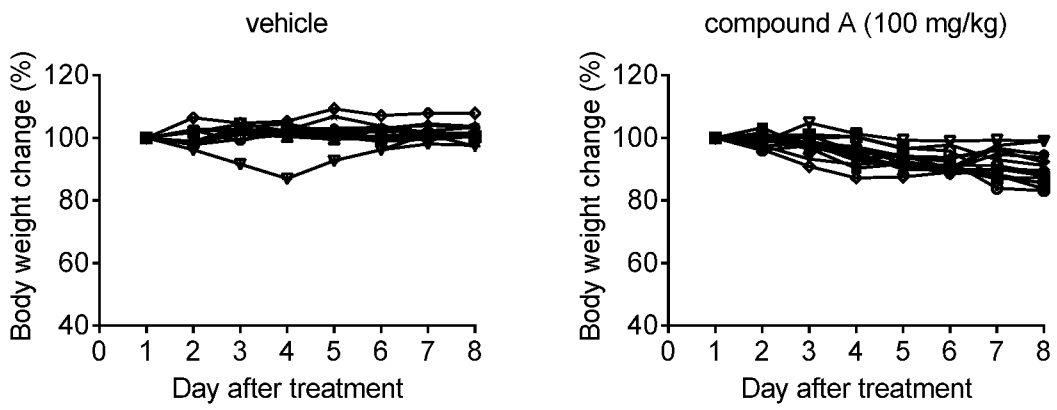 vehicle
Body weight change (%)
120
100
80
60
40
0 1 2 3 4 5 6 7 8
Day after treatment
compound A (100 mg/kg)
Body weight change (%)
120
100
80
60
40
0 1 2 3 4 5 6 7 8
Day after treatment